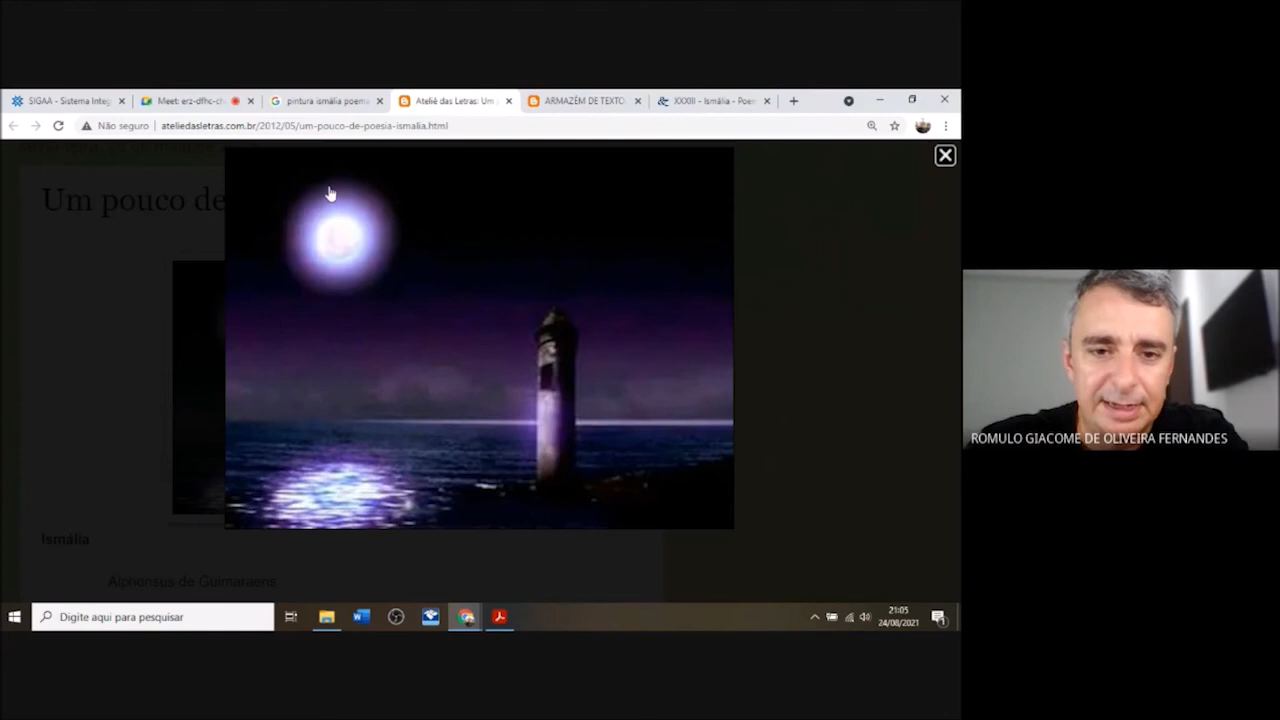 SIGAA - Sistema Integ
Meet: erz-dfhc-ch
pintura ismália poema
Ateliê das Letras: Um
ARMAZÉM DE TEXTO
XXXIII - Ismália - Poem
Não seguro
ateliedasletras.com.br/2012/05/um-pouco-de-poesia-ismalia.html
Um pouco de
Ismália
Alphonsus de Guimaraens
ROMULO GIACOME DE OLIVEIRA FERNANDES
Digite aqui para pesquisar
21:05
24/08/2021
1